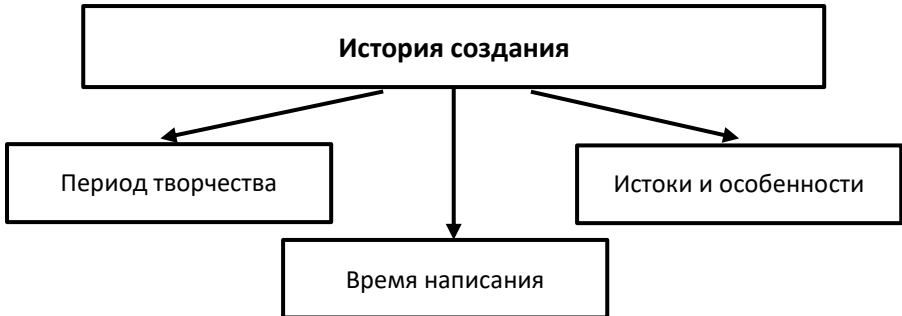 История создания
Период творчества
Истоки и особенности
Время написания